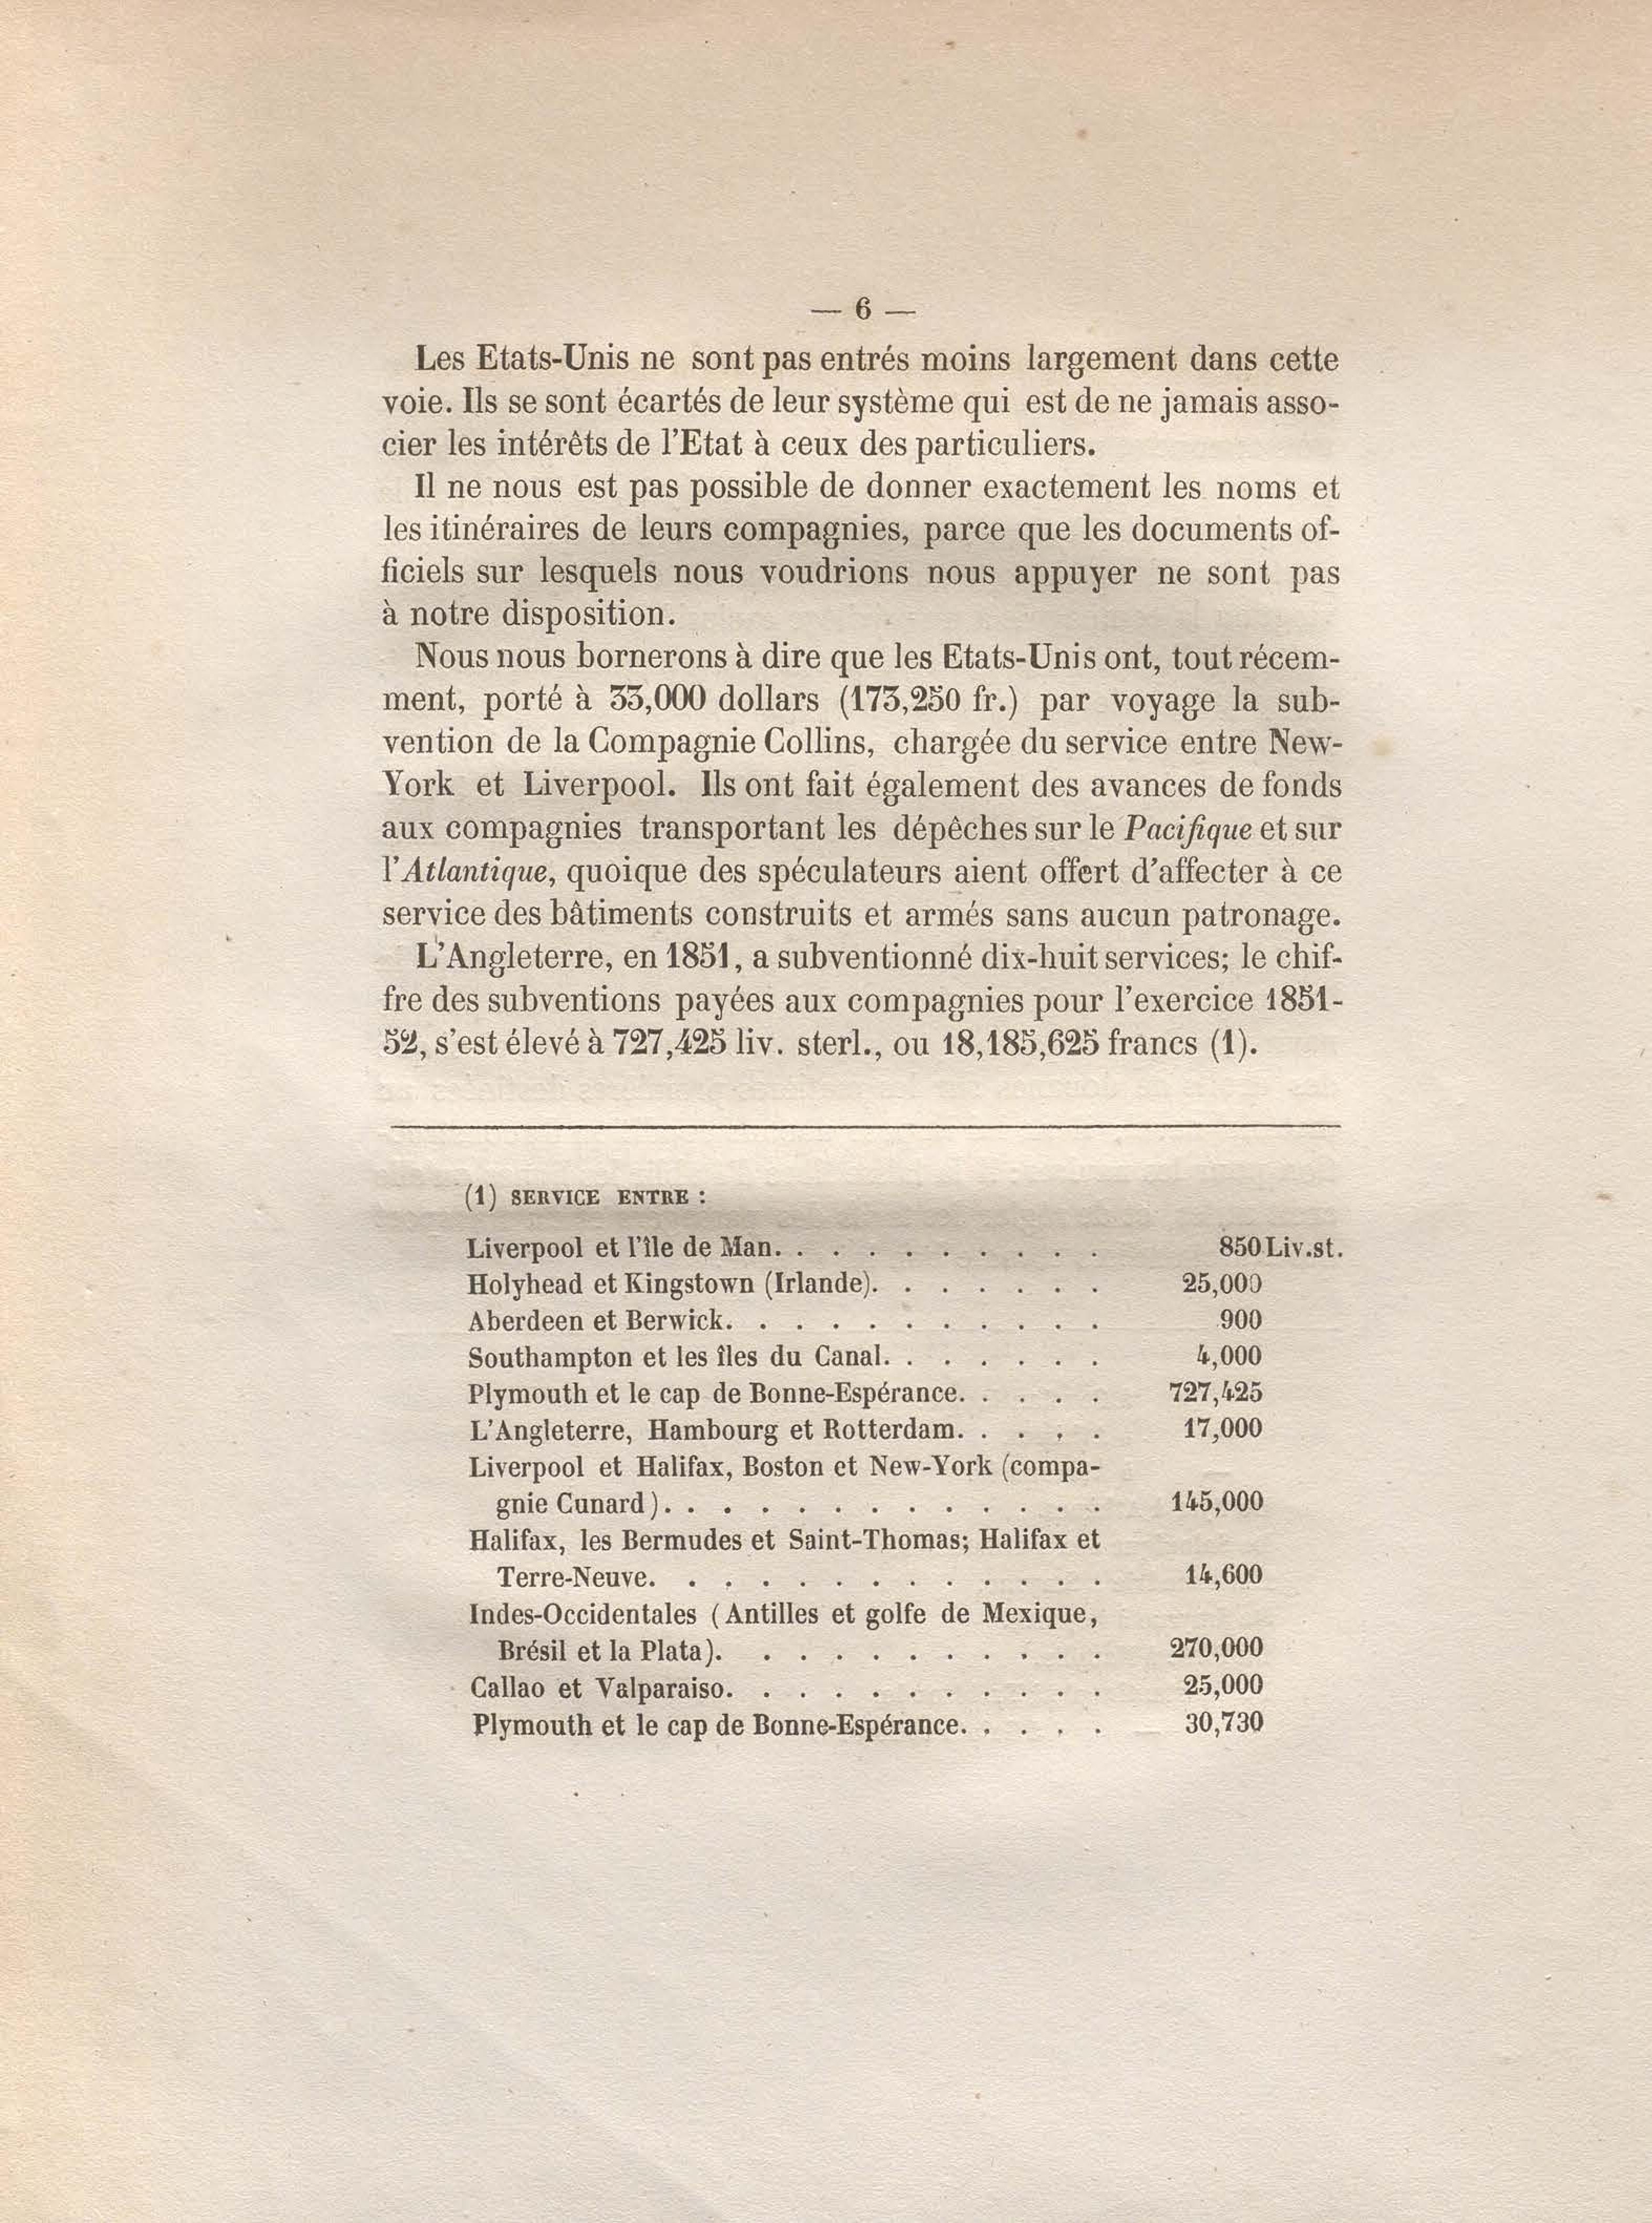 — 6 —
Les Etats-Unis ne sont pas entrés moins largement dans cette
voie. Ils se sont écartés de leur système qui est de ne jamais asso-
cier les intérêts de l'Etat à ceux des particuliers.
Il ne nous est pas possible de donner exactement les noms et
les itinéraires de leurs compagnies, parce que les documents of-
ficiels sur lesquels nous voudrions nous appuyer ne sont pas
à notre disposition.
Nous nous bornerons à dire que les Etats-Unis ont, tout récem-
ment, porté à 33,000 dollars (173,250 fr.) par voyage la sub-
vention de la Compagnie Collins, chargée du service entre New-
York et Liverpool. Ils ont fait également des avances de fonds
aux compagnies transportant les dépêches sur le Pacifique et sur
l'Atlantique, quoique des spéculateurs aient offert d'affecter à ce
service des bâtiments construits et armés sans aucun patronage.
L'Angleterre, en 1851, a subventionné dix-huit services; le chif-
fre des subventions payées aux compagnies pour l'exercice 1851-
52, s'est élevé à 727,425 liv. sterl., ou 18,185,625 francs (1).
(1) SERVICE ENTRE :
Liverpool et l'île de Man. . . . . . . . . . 850 Liv.st.
Holyhead et Kingstown (Irlande). . . . . . . 25,000
Aberdeen et Berwick. . . . . . . . . . . 900
Southampton et les îles du Canal. . . . . . . 4,000
Plymouth et le cap de Bonne-Espérance. . . . . 727,425
L'Angleterre, Hambourg et Rotterdam. . . . . 17,000
Liverpool et Halifax, Boston et New-York (compa-
gnie Cunard). . . . . . . . . . . . . 145,000
Halifax, les Bermudes et Saint-Thomas; Halifax et
Terre-Neuve. . . . . . . . . . . . . 14,600
Indes-Occidentales (Antilles et golfe de Mexique,
Brésil et la Plata). . . . . . . . . . . 270,000
Callao et Valparaiso. . . . . . . . . . . 25,000
Plymouth et le cap de Bonne-Espérance. . . . . 30,730